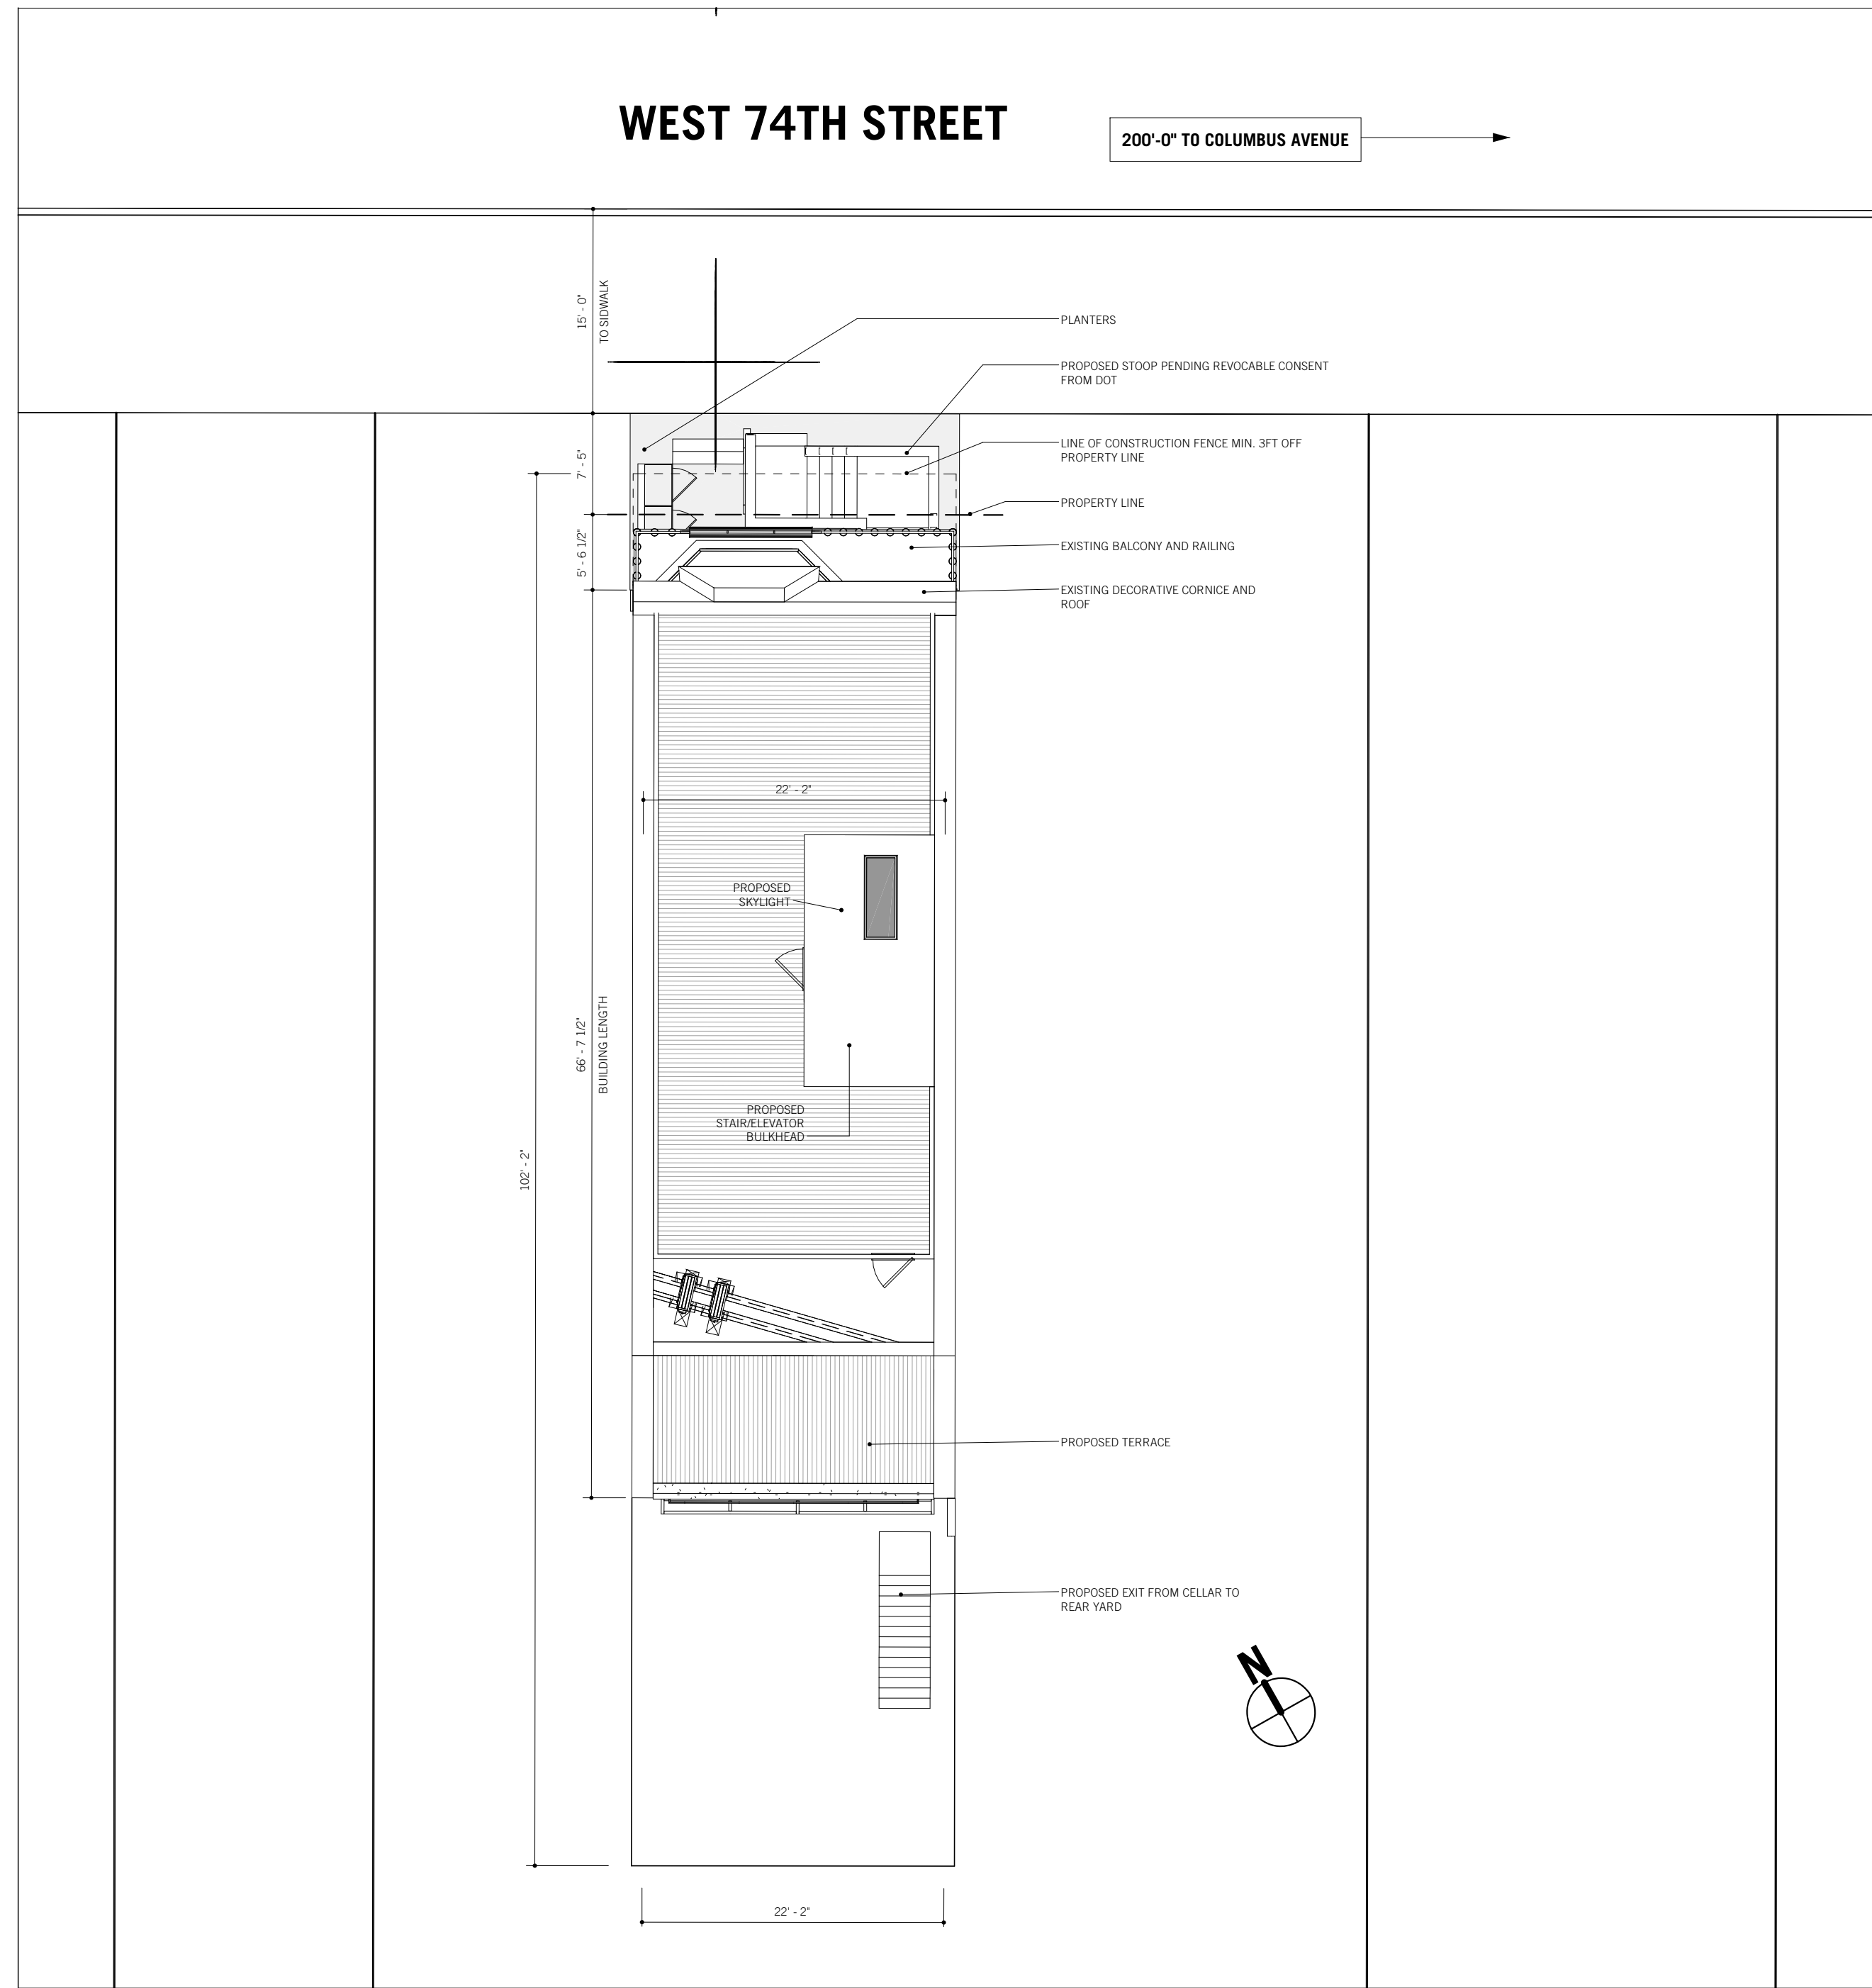 WEST 74TH STREET
200'-0" TO COLUMBUS AVENUE
15' - 0"
TO SIDWALK
PLANTERS
PROPOSED STOOP PENDING REVOCABLE CONSENT
FROM DOT
7' - 5"
LINE OF CONSTRUCTION FENCE MIN. 3FT OFF
PROPERTY LINE
PROPERTY LINE
5' - 6 1/2"
EXISTING BALCONY AND RAILING
EXISTING DECORATIVE CORNICE AND
ROOF
22' - 2"
PROPOSED
SKYLIGHT
66' - 7 1/2"
BUILDING LENGTH
PROPOSED
STAIR/ELEVATOR
BULKHEAD
102' - 2"
PROPOSED TERRACE
PROPOSED EXIT FROM CELLAR TO
REAR YARD
N
22' - 2"